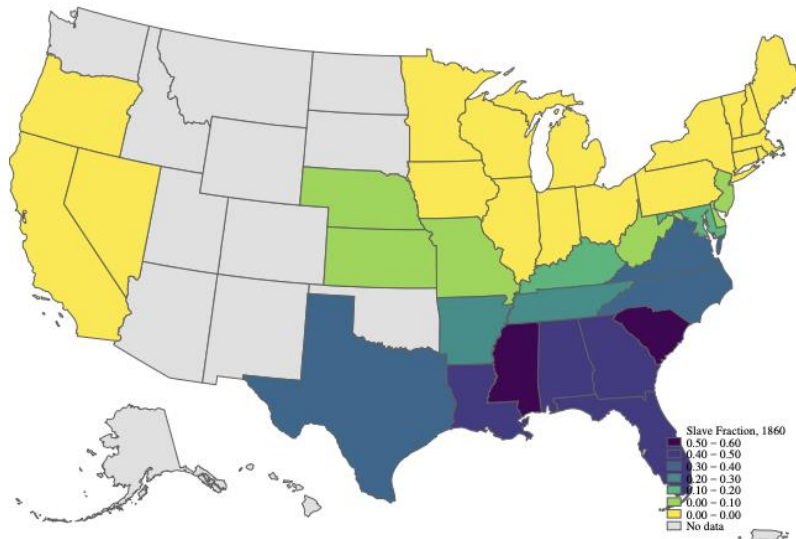 Slave Fraction, 1860
0.50 – 0.60
0.40 – 0.50
0.30 – 0.40
0.20 – 0.30
0.10 – 0.20
0.00 – 0.10
0.00 – 0.00
No data